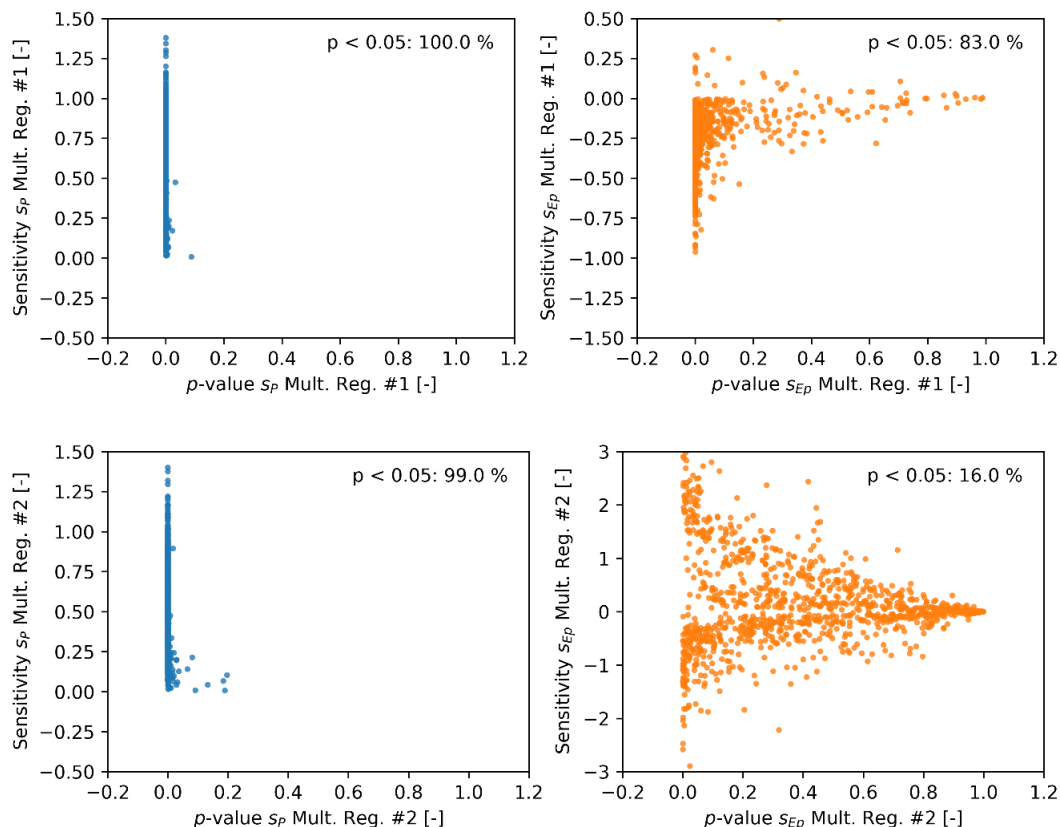 1.50
1.25
1.00
0.75
0.50
0.25
0.00
−0.25
−0.50
Sensitivity sP Mult. Reg. #1 [-]
p < 0.05: 100.0 %
−0.2 0.0 0.2 0.4 0.6 0.8 1.0 1.2
p-value sP Mult. Reg. #1 [-]
0.50
0.25
0.00
−0.25
−0.50
−0.75
−1.00
−1.25
−1.50
Sensitivity sEp Mult. Reg. #1 [-]
p < 0.05: 83.0 %
−0.2 0.0 0.2 0.4 0.6 0.8 1.0 1.2
p-value sEp Mult. Reg. #1 [-]
1.50
1.25
1.00
0.75
0.50
0.25
0.00
−0.25
−0.50
Sensitivity sP Mult. Reg. #2 [-]
p < 0.05: 99.0 %
−0.2 0.0 0.2 0.4 0.6 0.8 1.0 1.2
p-value sP Mult. Reg. #2 [-]
3
2
1
0
−1
−2
−3
Sensitivity sEp Mult. Reg. #2 [-]
p < 0.05: 16.0 %
−0.2 0.0 0.2 0.4 0.6 0.8 1.0 1.2
p-value sEp Mult. Reg. #2 [-]